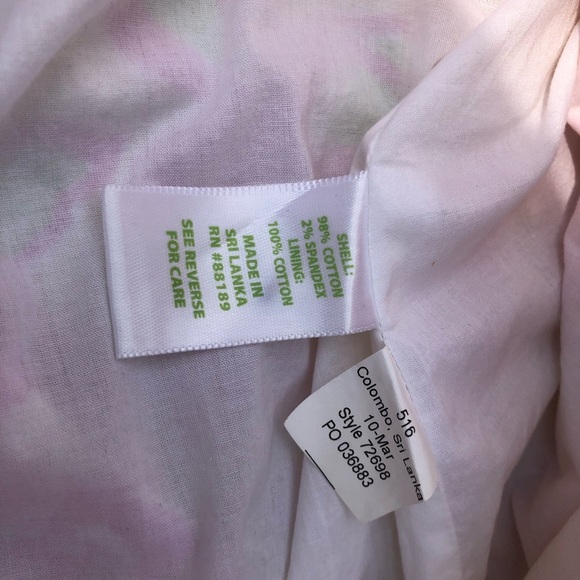 SHELL:
98% COTTON
2% SPANDEX
LINING:
100% COTTON
MADE IN
SRI LANKA
RN #88189
SEE REVERSE
FOR CARE
516
Colombo, Sri Lanka
10-Mar
Style 72698
PO 036883